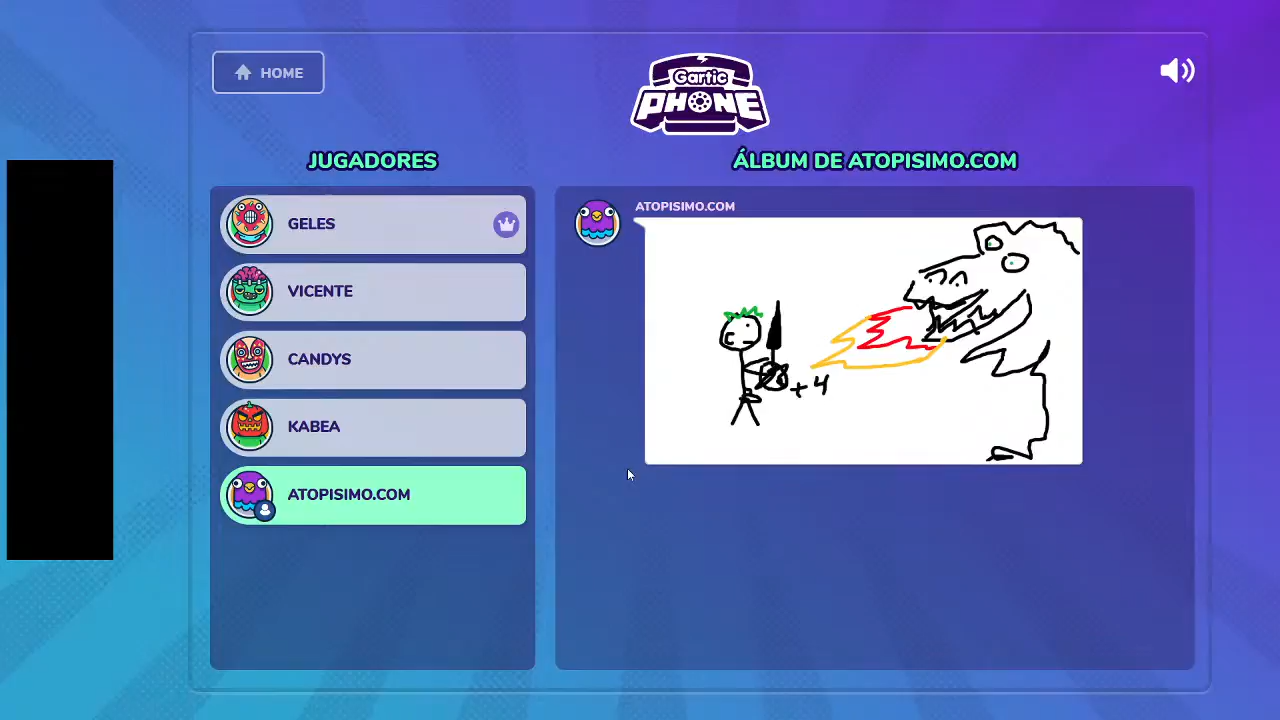 HOME
Gartic
PHONE
JUGADORES
ÁLBUM DE ATOPISIMO.COM
GELES
VICENTE
CANDYS
KABEA
ATOPISIMO.COM
ATOPISIMO.COM
+4